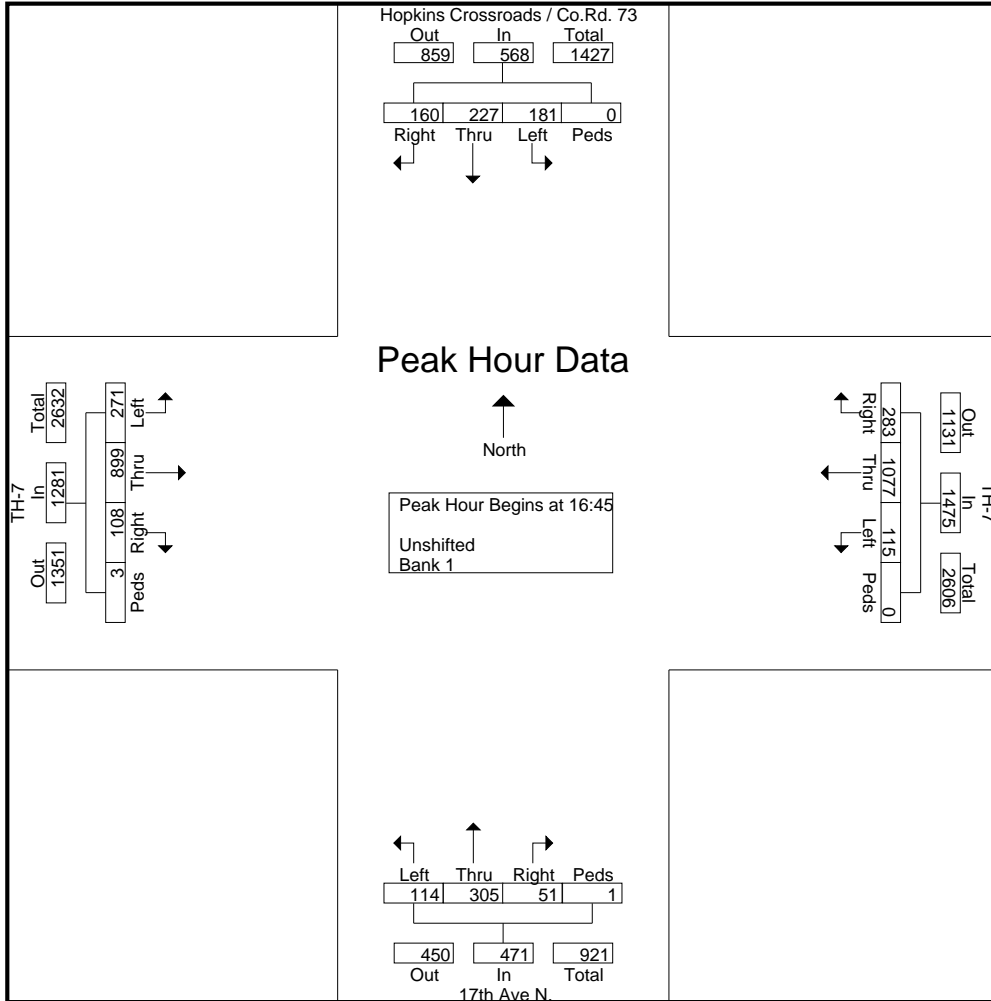 Hopkins Crossroads / Co.Rd. 73
Out In Total
859 568 1427
160 227 181 0
Right Thru Left Peds
Peak Hour Data
North
Peak Hour Begins at 16:45
Unshifted
Bank 1
TH-7
Total In Out
2632 1281 1351
271 899 108 3
Left Thru Right Peds
TH-7
Out In Total
1131 1475 2606
283 1077 115 0
Right Thru Left Peds
Left Thru Right Peds
114 305 51 1
450 471 921
Out In Total
17th Ave N.